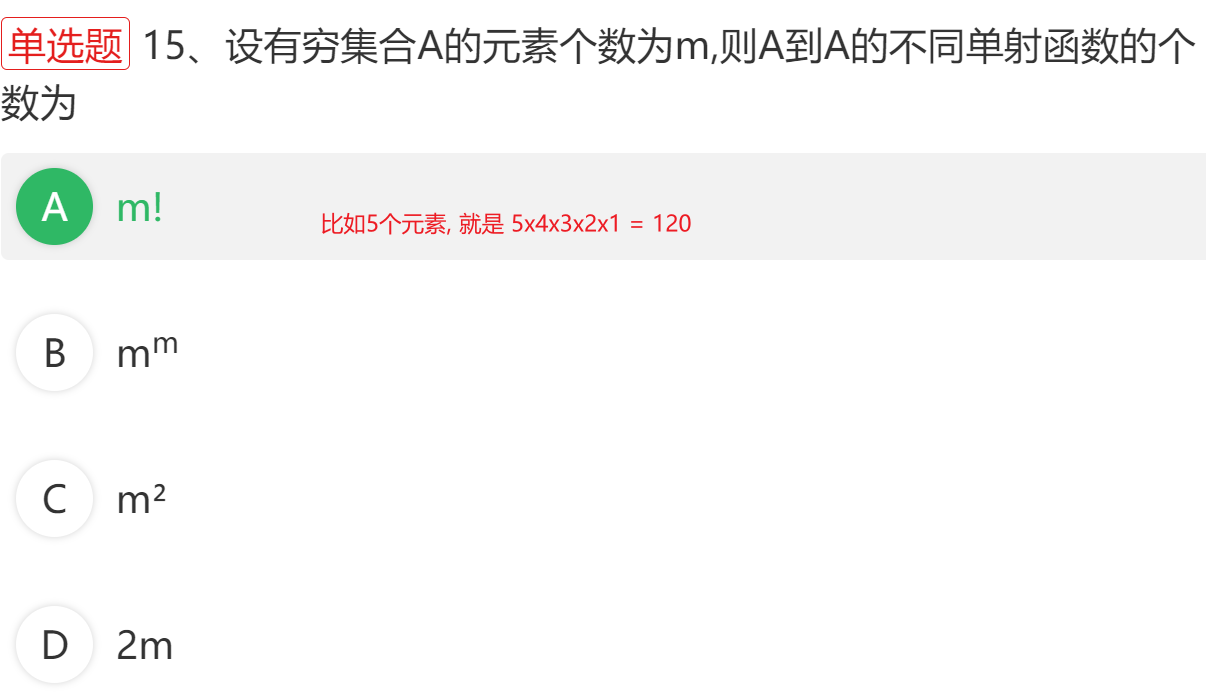 单选题 15、设有穷集合A的元素个数为m,则A到A的不同单射函数的个
数为
A m!
比如5个元素, 就是 5x4x3x2x1 = 120
B mᵐ
C m²
D 2m